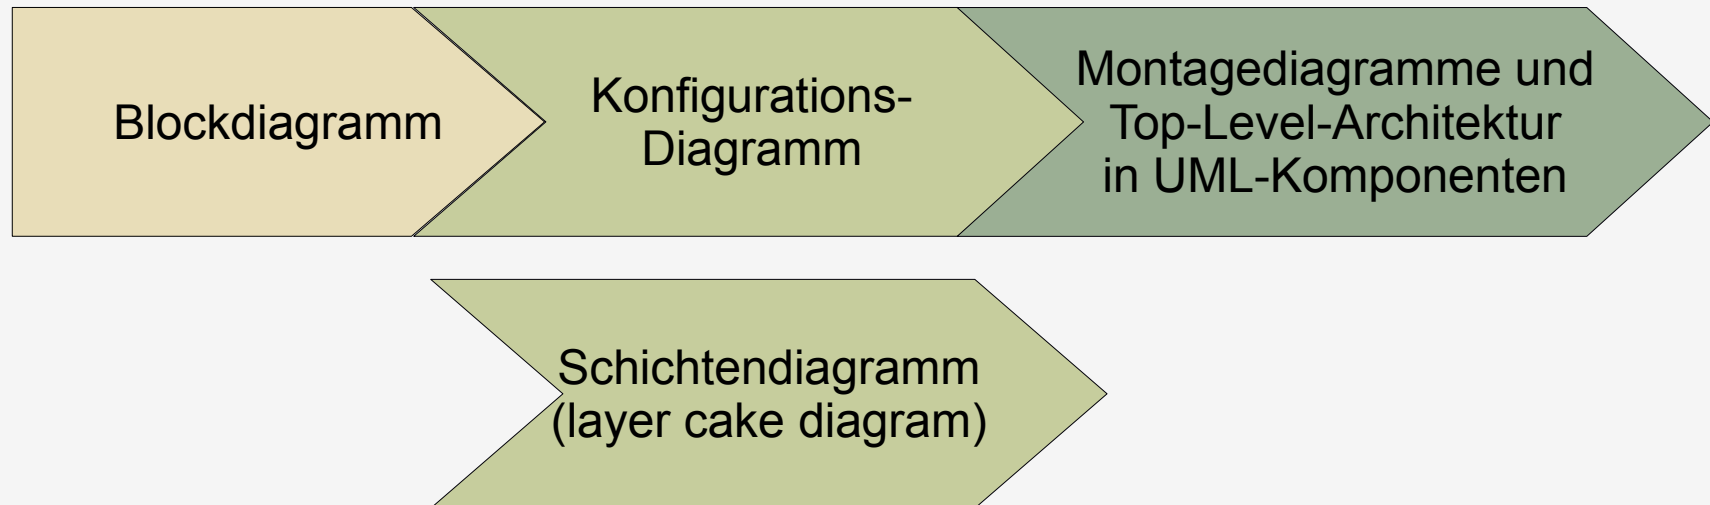 Blockdiagramm
Konfigurations-
Diagramm
Montagediagramme und
Top-Level-Architektur
in UML-Komponenten
Schichtendiagramm
(layer cake diagram)